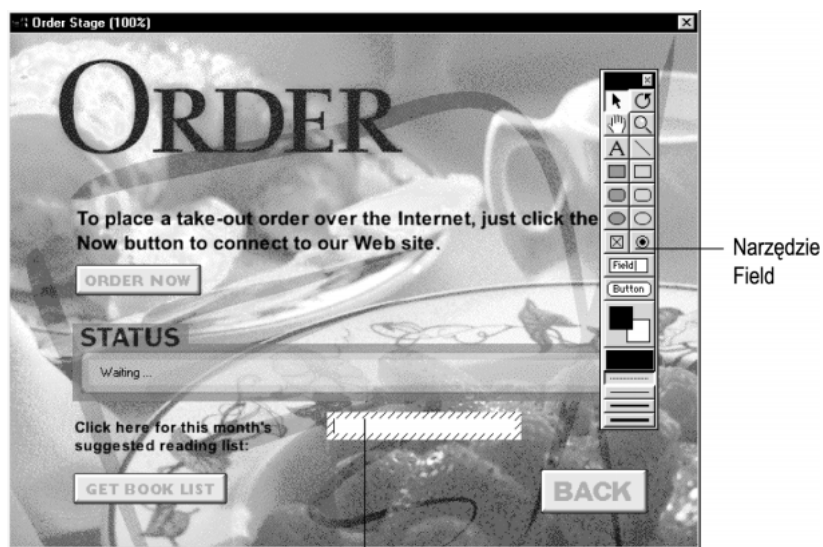 Order Stage (100%)
ORDER
To place a take-out order over the Internet, just click the
Now button to connect to our Web site.
ORDER NOW
STATUS
Waiting ...
Click here for this month's
suggested reading list:
GET BOOK LIST
BACK
A
Field
Button
Narzędzie
Field